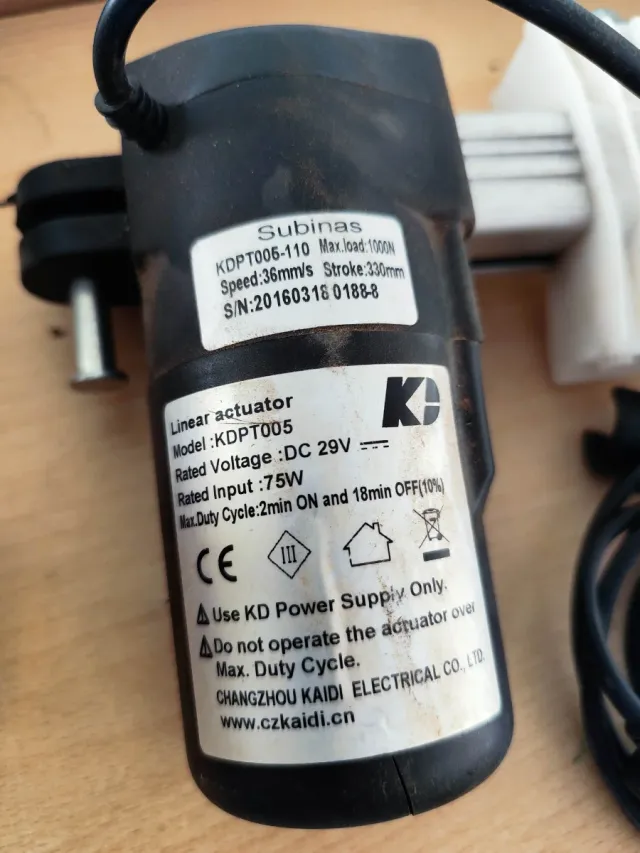 Subinas
KDPT005-110 Max.load:1000N
Speed:36mm/s Stroke:330mm
S/N:20160318 0188-8
KD
Linear actuator
Model :KDPT005
Rated Voltage :DC 29V
Rated Input :75W
Max.Duty Cycle:2min ON and 18min OFF(10%)
CE III
Use KD Power Supply Only.
Do not operate the actuator over
Max. Duty Cycle.
CHANGZHOU KAIDI ELECTRICAL CO., LTD.
www.czkaidi.cn